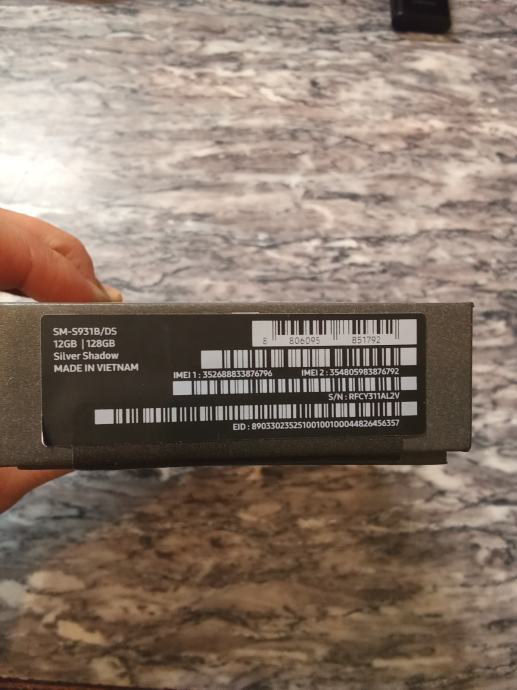 SM-S931B/DS
12GB | 128GB
Silver Shadow
MADE IN VIETNAM
8 806095 851792
IMEI 1 : 352688833876796 IMEI 2 : 354805983876792
S/N : RFCY311AL2V
EID : 89033023525100100100044826456357